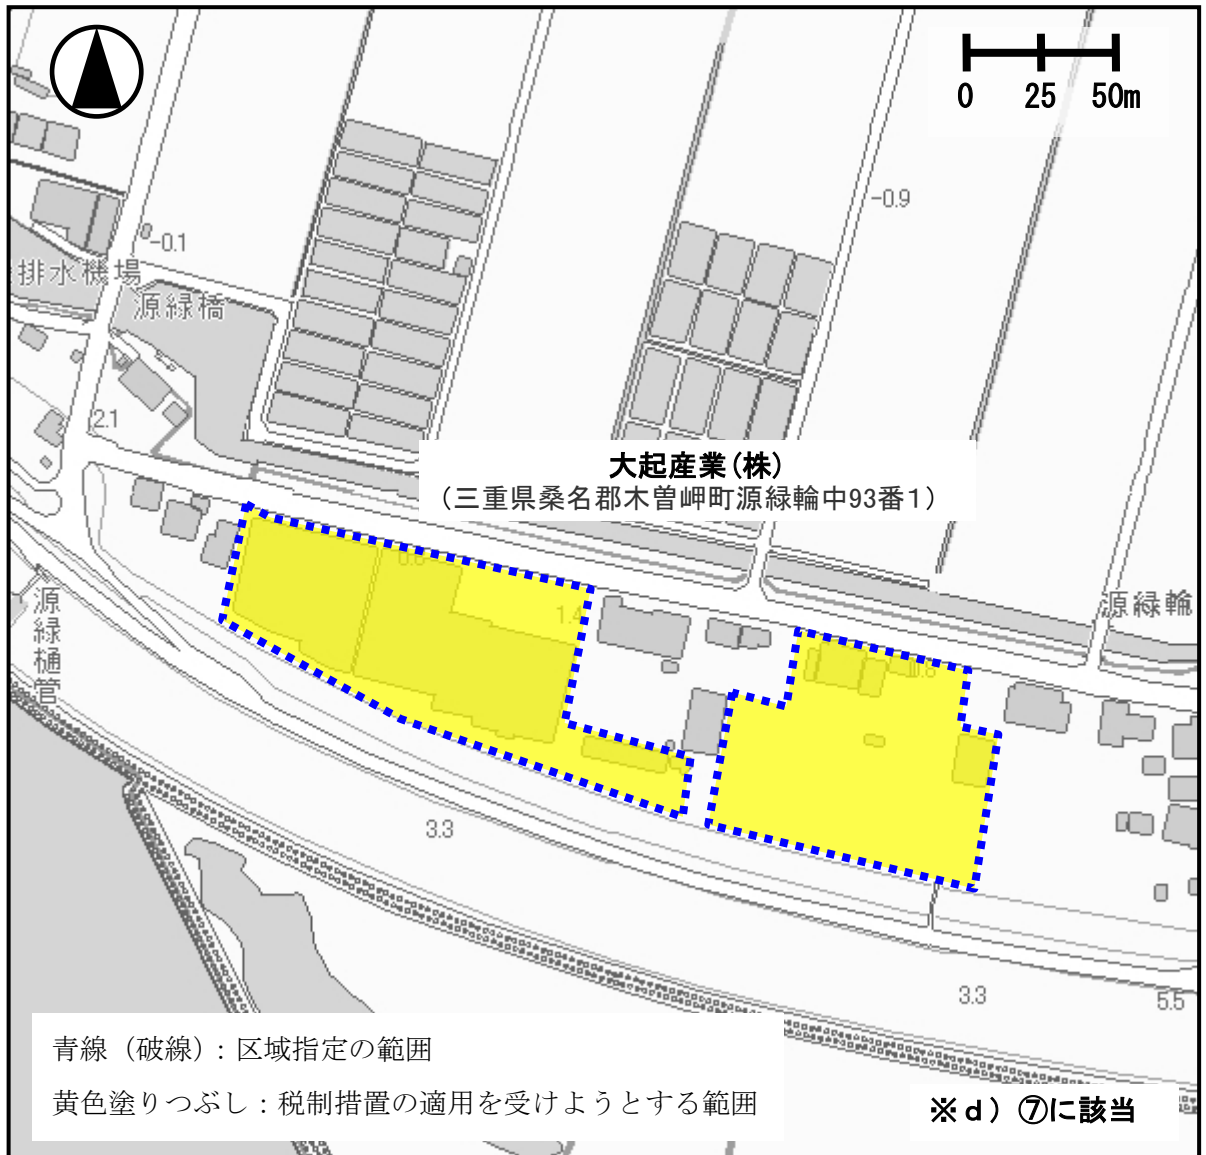 0 25 50m
-0.9
-0.1
排水機場
源緑橋
2.1
大起産業(株)
(三重県桑名郡木曽岬町源緑輪中93番1)
1.4
源緑輪
源緑樋管
3.3
3.3
5.5
青線（破線）: 区域指定の範囲
黄色塗りつぶし : 税制措置の適用を受けようとする範囲
※ｄ）⑦に該当